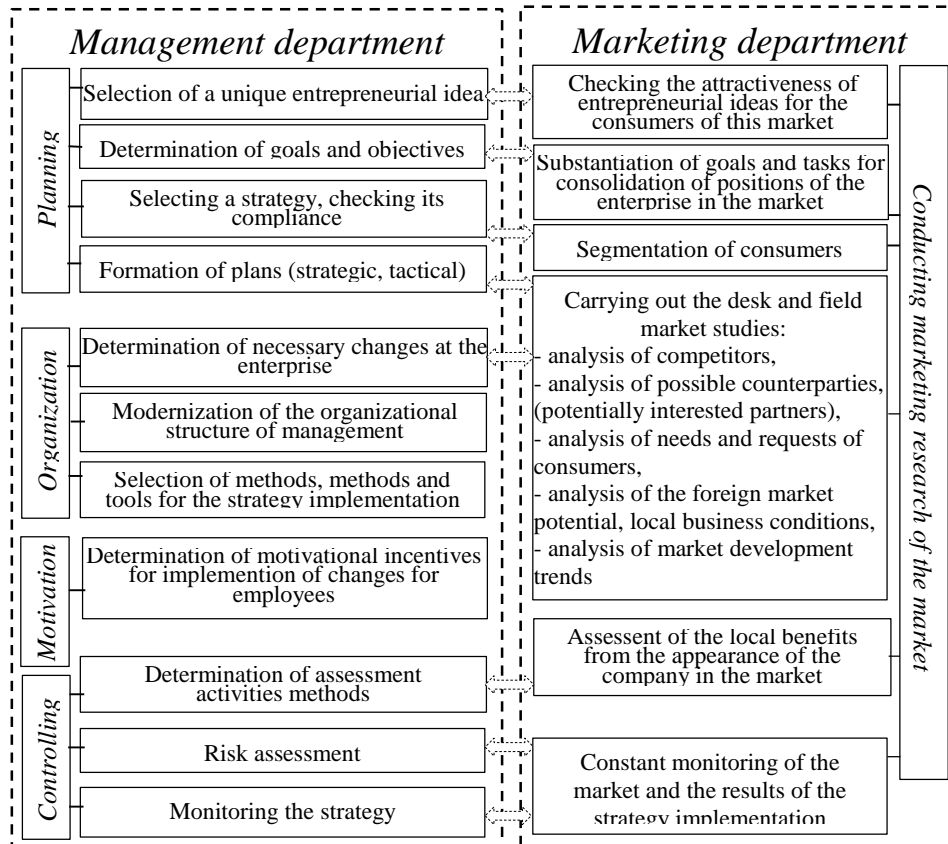 Management department
Planning
Selection of a unique entrepreneurial idea
Determination of goals and objectives
Selecting a strategy, checking its
compliance
Formation of plans (strategic, tactical)
Organization
Determination of necessary changes at the
enterprise
Modernization of the organizational
structure of management
Selection of methods, methods and
tools for the strategy implementation
Motivation
Determination of motivational incentives
for implemention of changes for
employees
Controlling
Determination of assessment
activities methods
Risk assessment
Monitoring the strategy
Marketing department
Checking the attractiveness of
entrepreneurial ideas for the
consumers of this market
Substantiation of goals and tasks for
consolidation of positions of the
enterprise in the market
Segmentation of consumers
Carrying out the desk and field
market studies:
- analysis of competitors,
- analysis of possible counterparties,
(potentially interested partners),
- analysis of needs and requests of
consumers,
- analysis of the foreign market
potential, local business conditions,
- analysis of market development
trends
Assessent of the local benefits
from the appearance of the
company in the market
Constant monitoring of the
market and the results of the
strategy implementation
Conducting marketing research of the
market